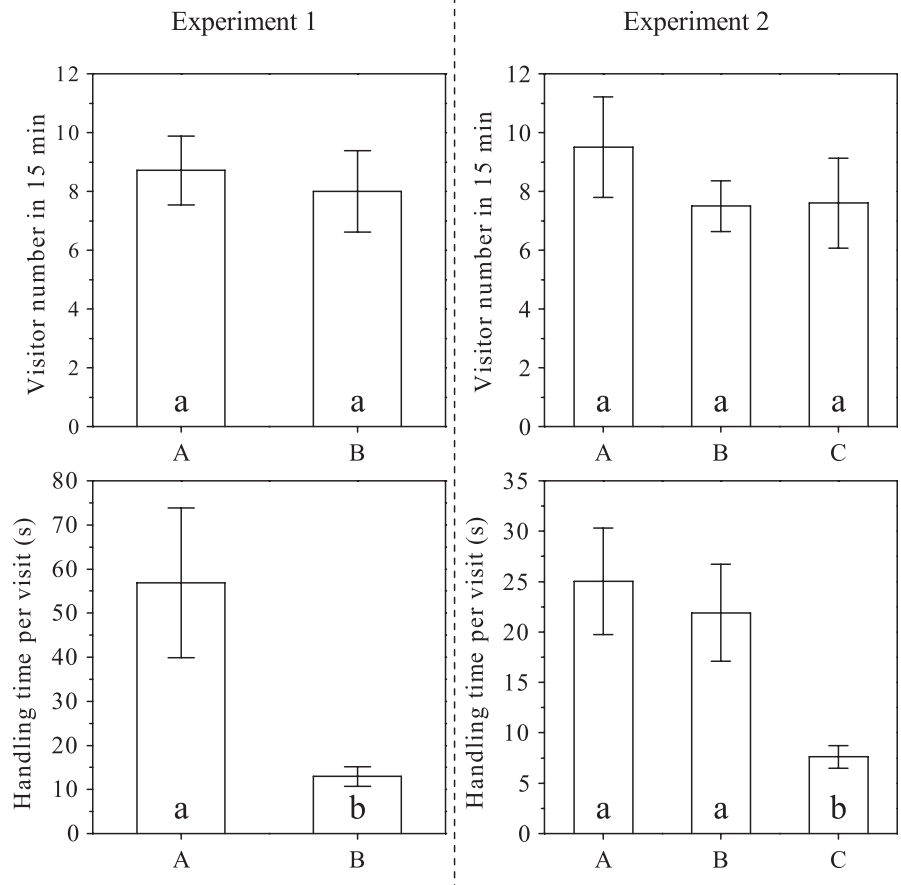 Experiment 1
Experiment 2
Visitor number in 15 min
12
10
8
6
4
2
0
a
a
A
B
Visitor number in 15 min
12
10
8
6
4
2
0
a
a
a
A
B
C
Handling time per visit (s)
80
70
60
50
40
30
20
10
0
a
b
A
B
Handling time per visit (s)
35
30
25
20
15
10
5
0
a
a
b
A
B
C